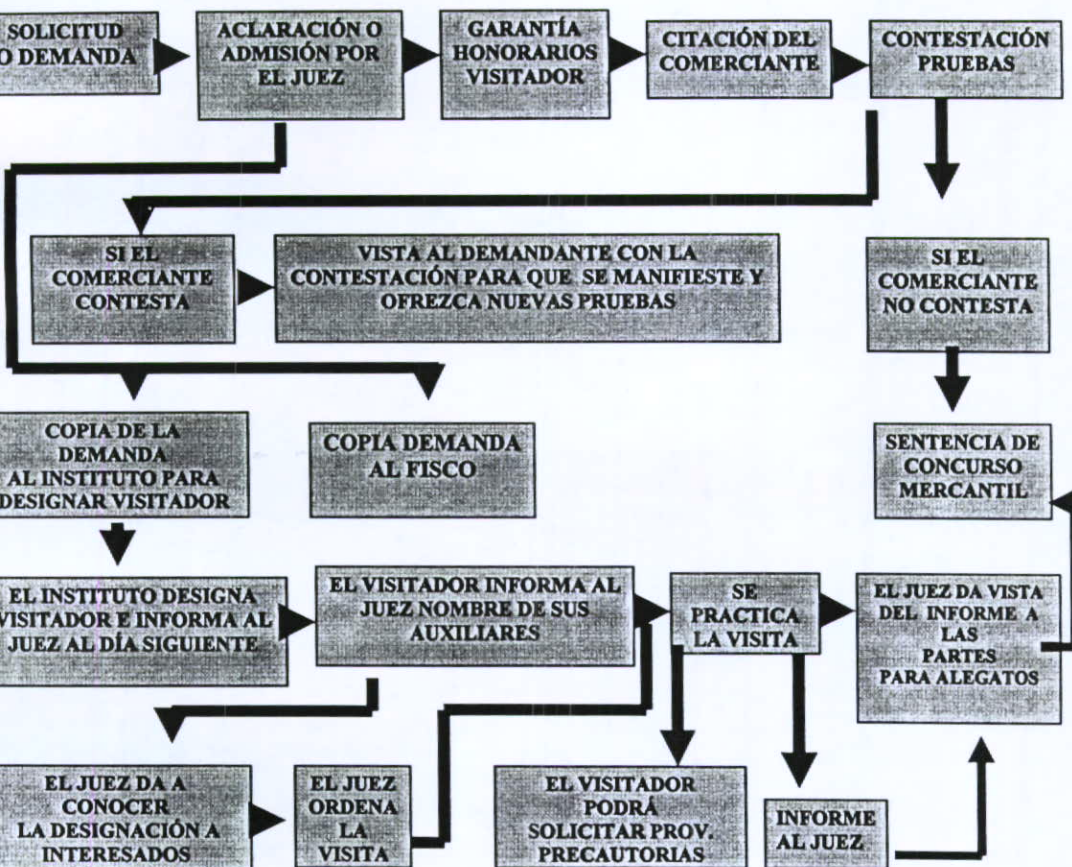 SOLICITUD
O DEMANDA
ACLARACIÓN O
ADMISIÓN POR
EL JUEZ
GARANTÍA
HONORARIOS
VISITADOR
CITACIÓN DEL
COMERCIANTE
CONTESTACIÓN
PRUEBAS
SI EL
COMERCIANTE
CONTESTA
VISTA AL DEMANDANTE CON LA
CONTESTACIÓN PARA QUE SE MANIFIESTE Y
OFREZCA NUEVAS PRUEBAS
SI EL
COMERCIANTE
NO CONTESTA
COPIA DE LA
DEMANDA
AL INSTITUTO PARA
DESIGNAR VISITADOR
COPIA DEMANDA
AL FISCO
SENTENCIA DE
CONCURSO
MERCANTIL
EL INSTITUTO DESIGNA
VISITADOR E INFORMA AL
JUEZ AL DÍA SIGUIENTE
EL VISITADOR INFORMA AL
JUEZ NOMBRE DE SUS
AUXILIARES
SE
PRACTICA
LA VISITA
EL JUEZ DA VISTA
DEL INFORME A
LAS
PARTES
PARA ALEGATOS
EL JUEZ DA A
CONOCER
LA DESIGNACIÓN A
INTERESADOS
EL JUEZ
ORDENA
LA
VISITA
EL VISITADOR
PODRÁ
SOLICITAR PROV.
PRECAUTORIAS
INFORME
AL JUEZ